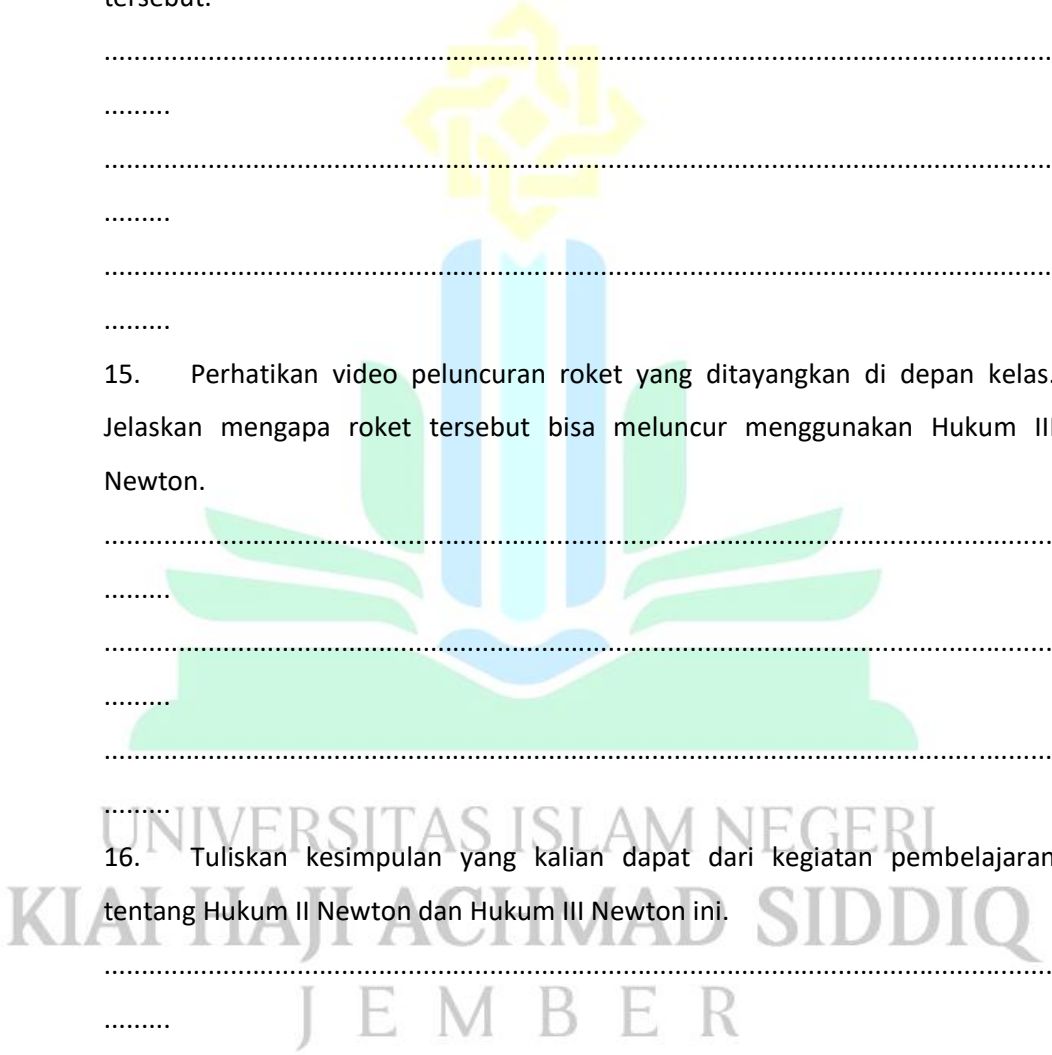 tersebut.
................................................................................................................................
.........
................................................................................................................................
.........
................................................................................................................................
.........
15. Perhatikan video peluncuran roket yang ditayangkan di depan kelas.
Jelaskan mengapa roket tersebut bisa meluncur menggunakan Hukum III
Newton.
................................................................................................................................
.........
................................................................................................................................
.........
................................................................................................................................
.........
UNIVERSITAS ISLAM NEGERI
16. Tuliskan kesimpulan yang kalian dapat dari kegiatan pembelajaran
KIAI HAJI ACHMAD SIDDIQ
tentang Hukum II Newton dan Hukum III Newton ini.
................................................................................................................................
JEMBER
.........